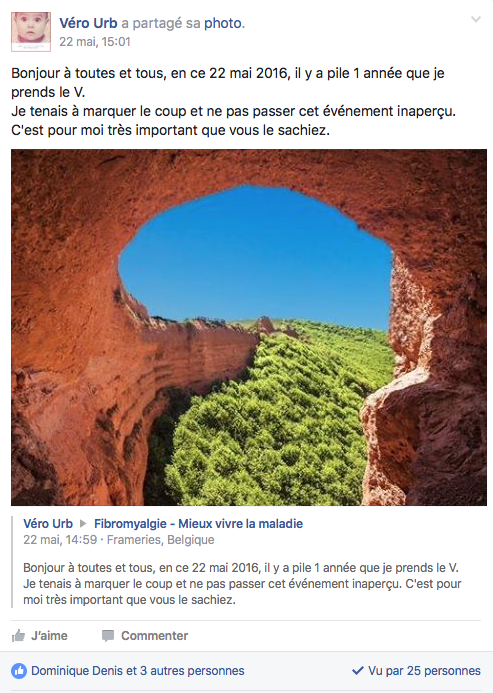 Véro Urb a partagé sa photo.
22 mai, 15:01
Bonjour à toutes et tous, en ce 22 mai 2016, il y a pile 1 année que je
prends le V.
Je tenais à marquer le coup et ne pas passer cet événement inaperçu.
C'est pour moi très important que vous le sachiez.
Véro Urb ▶ Fibromyalgie - Mieux vivre la maladie
22 mai, 14:59 · Frameries, Belgique
Bonjour à toutes et tous, en ce 22 mai 2016, il y a pile 1 année que je prends le V.
Je tenais à marquer le coup et ne pas passer cet événement inaperçu. C'est pour
moi très important que vous le sachiez.
J'aime Commenter
Dominique Denis et 3 autres personnes Vu par 25 personnes